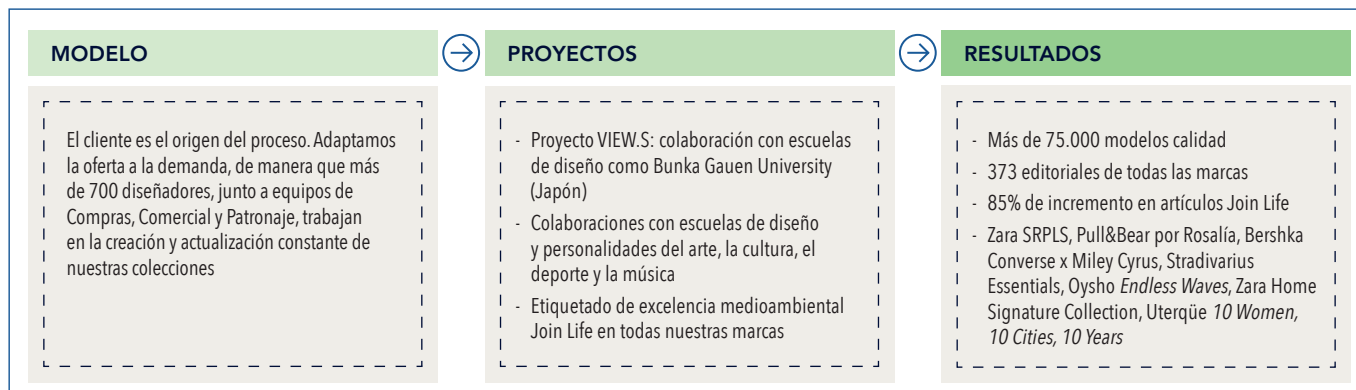 MODELO
El cliente es el origen del proceso. Adaptamos
la oferta a la demanda, de manera que más
de 700 diseñadores, junto a equipos de
Compras, Comercial y Patronaje, trabajan
en la creación y actualización constante de
nuestras colecciones
PROYECTOS
- Proyecto VIEW.S: colaboración con escuelas
de diseño como Bunka Gauen University
(Japón)
- Colaboraciones con escuelas de diseño
y personalidades del arte, la cultura, el
deporte y la música
- Etiquetado de excelencia medioambiental
Join Life en todas nuestras marcas
RESULTADOS
- Más de 75.000 modelos calidad
- 373 editoriales de todas las marcas
- 85% de incremento en artículos Join Life
- Zara SRPLS, Pull&Bear por Rosalía, Bershka
Converse x Miley Cyrus, Stradivarius
Essentials, Oysho Endless Waves, Zara Home
Signature Collection, Uterqüe 10 Women,
10 Cities, 10 Years